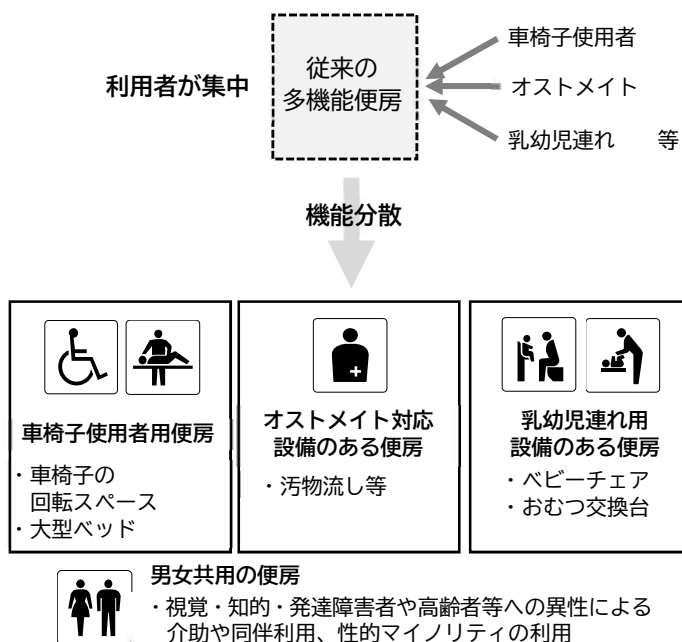 利用者が集中
従来の
多機能便房
車椅子使用者
オストメイト
乳幼児連れ 等
機能分散
車椅子使用者用便房
・車椅子の
回転スペース
・大型ベッド
オストメイト対応
設備のある便房
・汚物流し等
乳幼児連れ用
設備のある便房
・ベビーチェア
・おむつ交換台
男女共用の便房
・視覚・知的・発達障害者や高齢者等への異性による
介助や同伴利用、性的マイノリティの利用